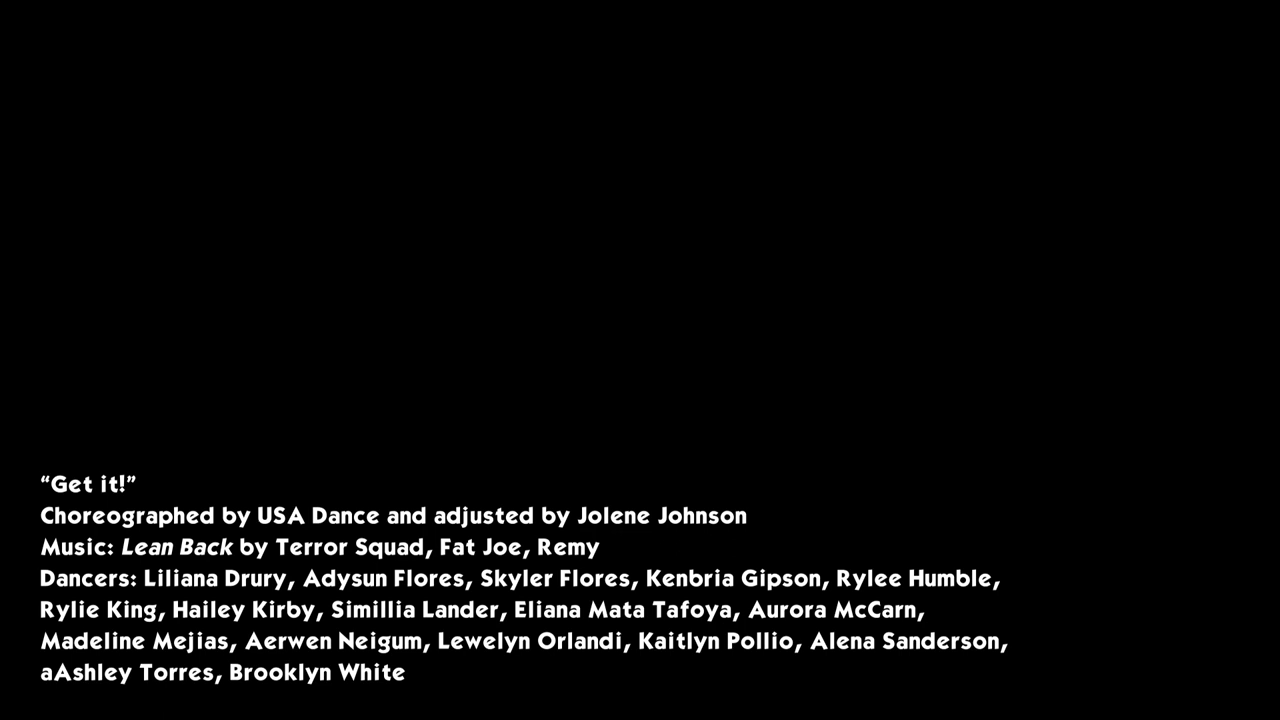 “Get it!”
Choreographed by USA Dance and adjusted by Jolene Johnson
Music: Lean Back by Terror Squad, Fat Joe, Remy
Dancers: Liliana Drury, Adysun Flores, Skyler Flores, Kenbria Gipson, Rylee Humble,
Rylie King, Hailey Kirby, Simillia Lander, Eliana Mata Tafoya, Aurora McCarn,
Madeline Mejias, Aerwen Neigum, Lewelyn Orlandi, Kaitlyn Pollio, Alena Sanderson,
aAshley Torres, Brooklyn White